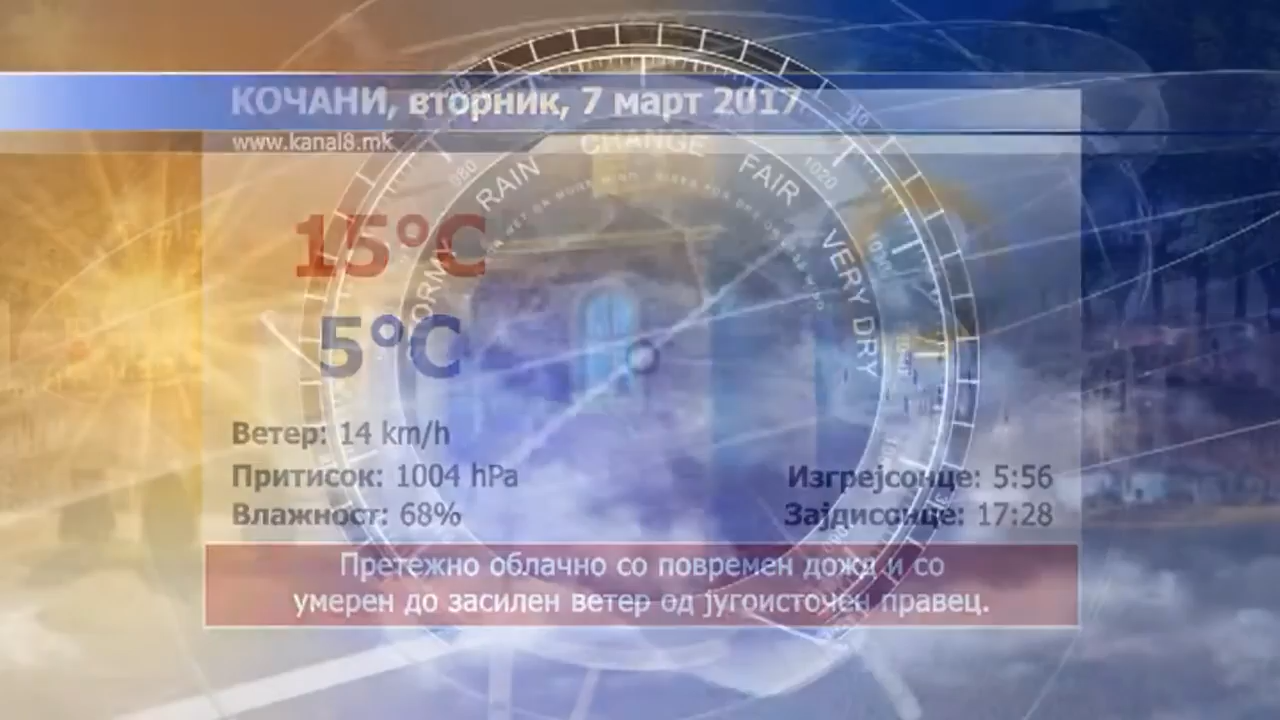 КОЧАНИ, вторник, 7 март 2017
www.kanal8.mk
CHANGE
RAIN
FAIR
980
1020
VERY DRY
15°C
5°C
Ветер: 14 km/h
Притисок: 1004 hPa
Влажност: 68%
Изгрејсонце: 5:56
Зајдисонце: 17:28
Претежно облачно со повремен дожд и со
умерен до засилен ветер од југоисточен правец.